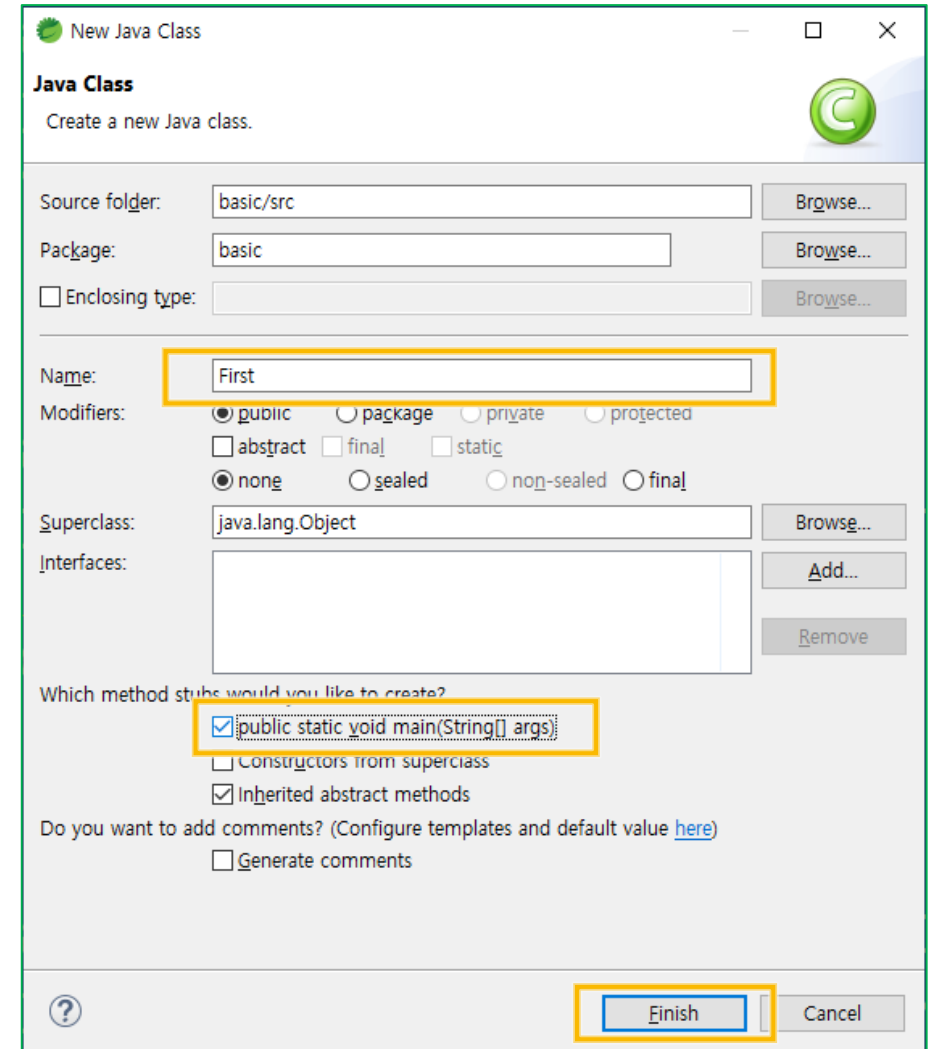 New Java Class
Java Class
Create a new Java class.
Source folder: basic/src Browse...
Package: basic Browse...
Enclosing type: Browse...
Name: First
Modifiers: public package private protected
abstract final static
none sealed non-sealed final
Superclass: java.lang.Object Browse...
Interfaces: Add...
Remove
Which method stubs would you like to create?
public static void main(String[] args)
Constructors from superclass
Inherited abstract methods
Do you want to add comments? (Configure templates and default value here)
Generate comments
Finish Cancel